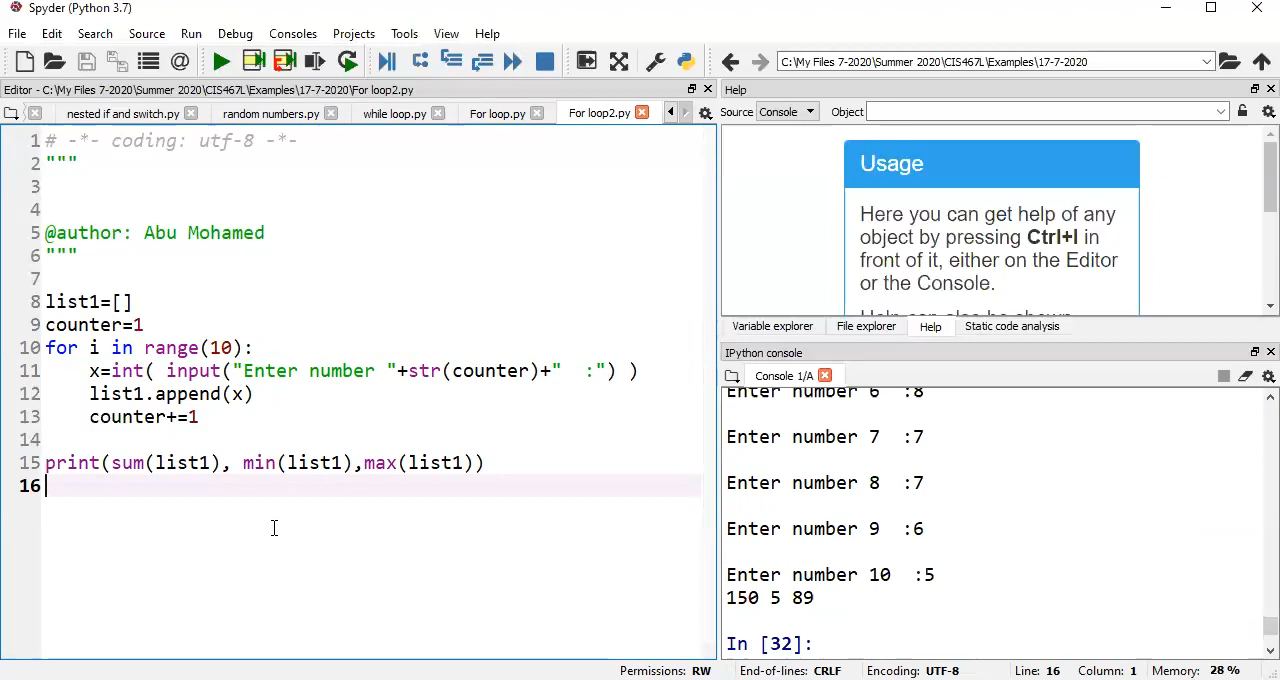 Spyder (Python 3.7)
File Edit Search Source Run Debug Consoles Projects Tools View Help
C:\My Files 7-2020\Summer 2020\CIS467L\Examples\17-7-2020
Editor - C:\My Files 7-2020\Summer 2020\CIS467L\Examples\17-7-2020\For loop2.py
Help
nested if and switch.py random numbers.py while loop.py For loop.py For loop2.py
Source Console Object
1 # -*- coding: utf-8 -*-
2 """
3
4
5 @author: Abu Mohamed
6 """
7
8 list1=[]
9 counter=1
10 for i in range(10):
11 x=int( input("Enter number "+str(counter)+"  :") )
12 list1.append(x)
13 counter+=1
14
15 print(sum(list1), min(list1),max(list1))
16
Usage
Here you can get help of any
object by pressing Ctrl+I in
front of it, either on the Editor
or the Console.
Help can also be shown
Variable explorer File explorer Help Static code analysis
IPython console
Console 1/A
Enter number 6  :8
Enter number 7  :7
Enter number 8  :7
Enter number 9  :6
Enter number 10  :5
150 5 89
In [32]:
Permissions: RW End-of-lines: CRLF Encoding: UTF-8 Line: 16 Column: 1 Memory: 28 %